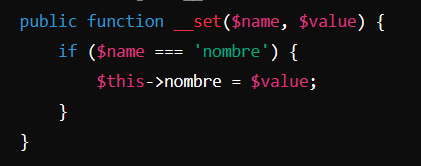 public function __set($name, $value) {
    if ($name === 'nombre') {
        $this->nombre = $value;
    }
}